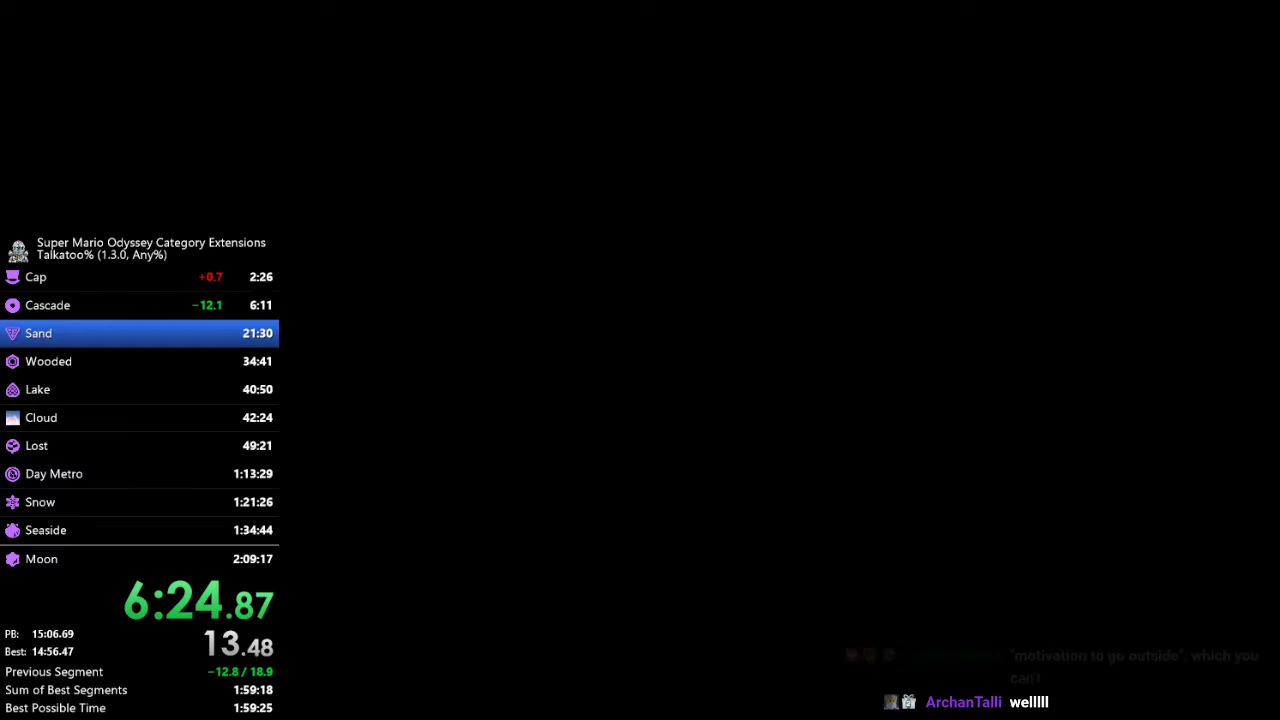 Super Mario Odyssey Category Extensions
Talkatoo% (1.3.0, Any%)
Cap +0.7 2:26
Cascade −12.1 6:11
Sand 21:30
Wooded 34:41
Lake 40:50
Cloud 42:24
Lost 49:21
Day Metro 1:13:29
Snow 1:21:26
Seaside 1:34:44
Moon 2:09:17
6:24.87
PB: 15:06.69
Best: 14:56.47
13.48
Previous Segment −12.8 / 18.9
Sum of Best Segments 1:59:18
Best Possible Time 1:59:25
"motivation to go outside", which you
can't
ArchanTalli welllll